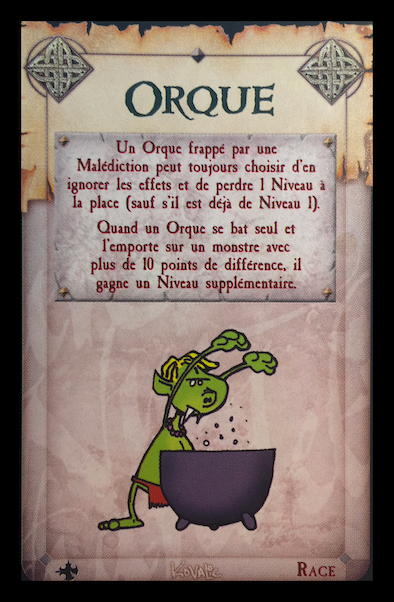 ORQUE
Un Orque frappé par une
Malédiction peut toujours choisir d'en
ignorer les effets et de perdre 1 Niveau à
la place (sauf s'il est déjà de Niveau 1).
Quand un Orque se bat seul et
l'emporte sur un monstre avec
plus de 10 points de différence, il
gagne un Niveau supplémentaire.
KOVALIC
RACE